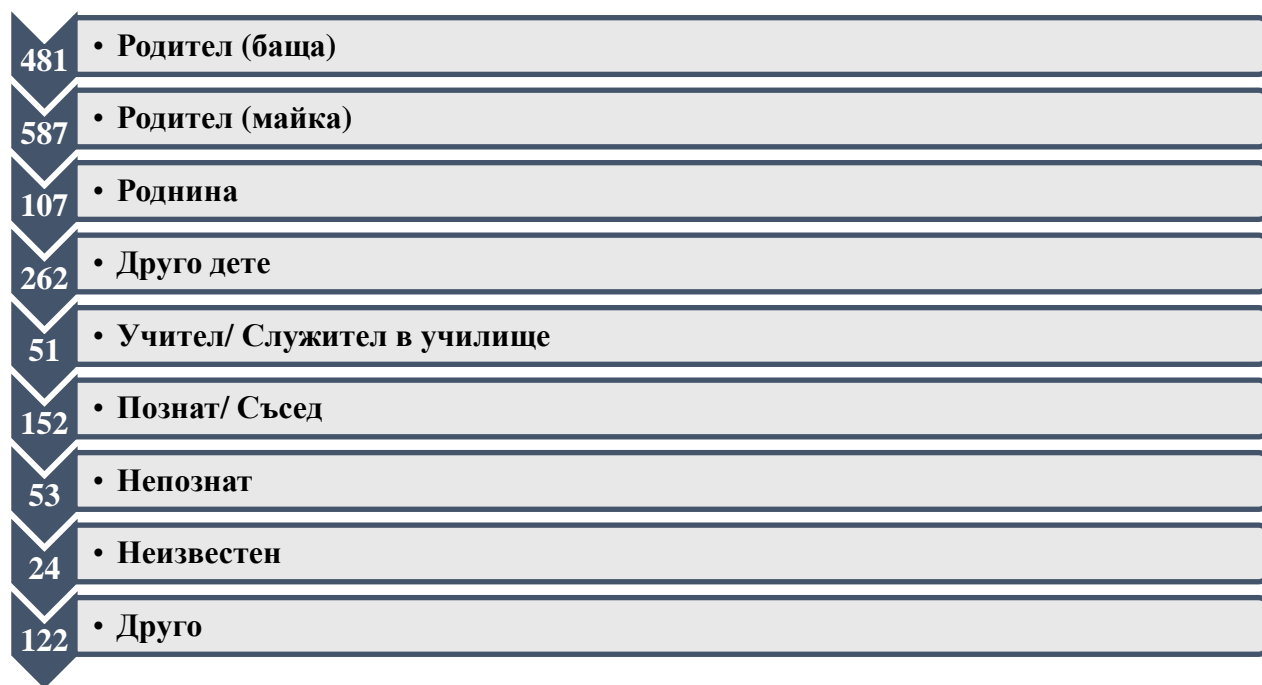 481 • Родител (баща)
587 • Родител (майка)
107 • Роднина
262 • Друго дете
51 • Учител/ Служител в училище
152 • Познат/ Съсед
53 • Непознат
24 • Неизвестен
122 • Друго